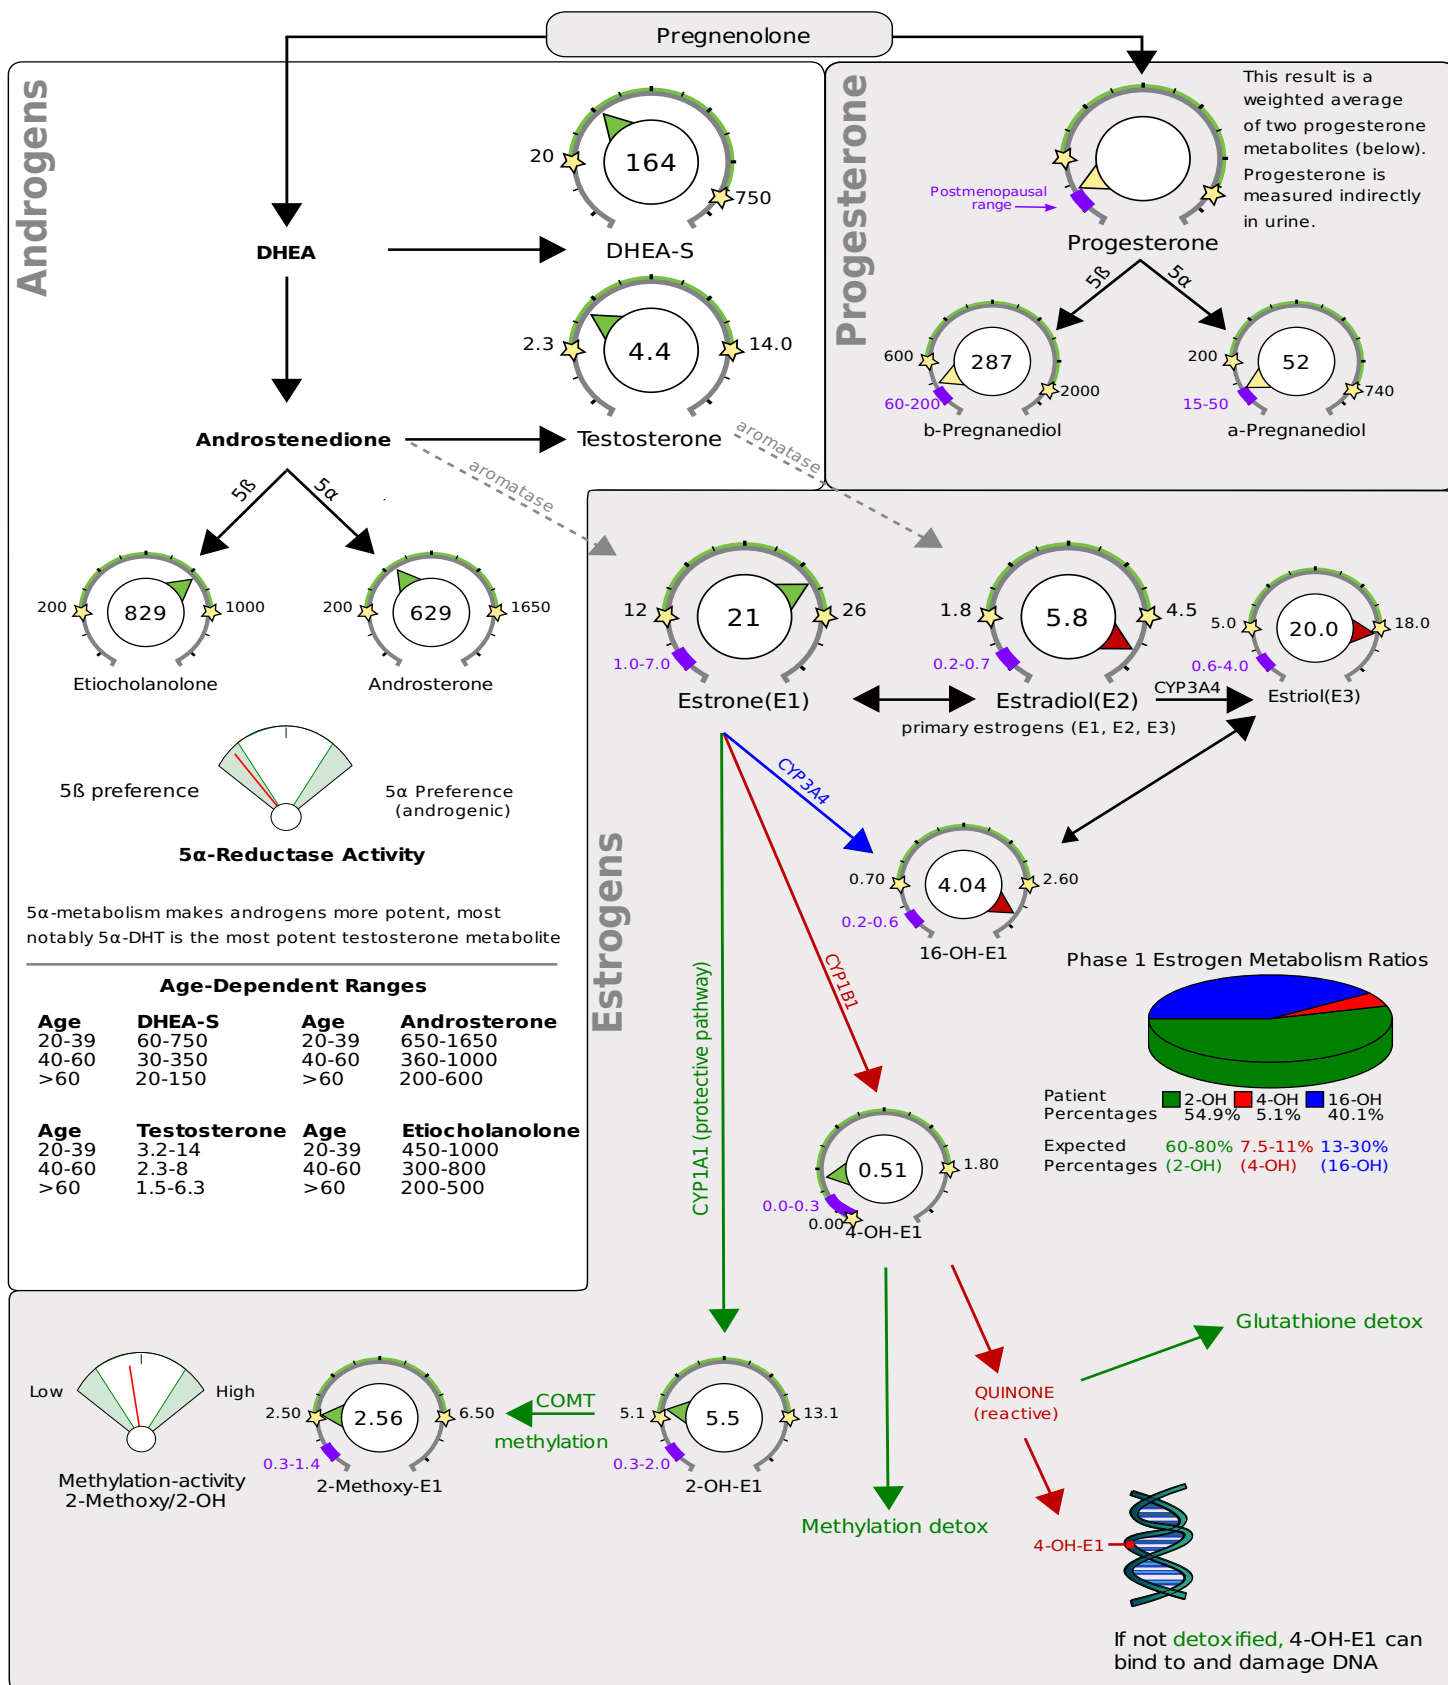 Pregnenolone
Androgens
20
164
750
DHEA-S
DHEA
2.3
4.4
14.0
Testosterone
Androstenedione
aromatase
aromatase
5ß
5α
200
829
1000
Etiocholanolone
200
629
1650
Androsterone
5ß preference
5α Preference
(androgenic)
5α-Reductase Activity
5α-metabolism makes androgens more potent, most
notably 5α-DHT is the most potent testosterone metabolite
Age-Dependent Ranges
Age DHEA-S Age Androsterone
20-39 60-750 20-39 650-1650
40-60 30-350 40-60 360-1000
>60 20-150 >60 200-600
Age Testosterone Age Etiocholanolone
20-39 3.2-14 20-39 450-1000
40-60 2.3-8 40-60 300-800
>60 1.5-6.3 >60 200-500
Progesterone
This result is a
weighted average
of two progesterone
metabolites (below).
Progesterone is
measured indirectly
in urine.
Postmenopausal
range
Progesterone
5ß
5α
600
287
2000
60-200
b-Pregnanediol
200
52
740
15-50
a-Pregnanediol
Estrogens
12
21
26
1.0-7.0
Estrone(E1)
1.8
5.8
4.5
0.2-0.7
Estradiol(E2)
CYP3A4
5.0
20.0
18.0
0.6-4.0
Estriol(E3)
primary estrogens (E1, E2, E3)
CYP3A4
0.70
4.04
2.60
0.2-0.6
16-OH-E1
CYP1B1
CYP1A1 (protective pathway)
Phase 1 Estrogen Metabolism Ratios
Patient 2-OH 4-OH 16-OH
Percentages 54.9% 5.1% 40.1%
Expected 60-80% 7.5-11% 13-30%
Percentages (2-OH) (4-OH) (16-OH)
0.51
1.80
0.0-0.3
0.00
4-OH-E1
Low
High
Methylation-activity
2-Methoxy/2-OH
2.50
2.56
6.50
0.3-1.4
2-Methoxy-E1
COMT
methylation
5.1
5.5
13.1
0.3-2.0
2-OH-E1
Glutathione detox
QUINONE
(reactive)
Methylation detox
4-OH-E1
If not detoxified, 4-OH-E1 can
bind to and damage DNA